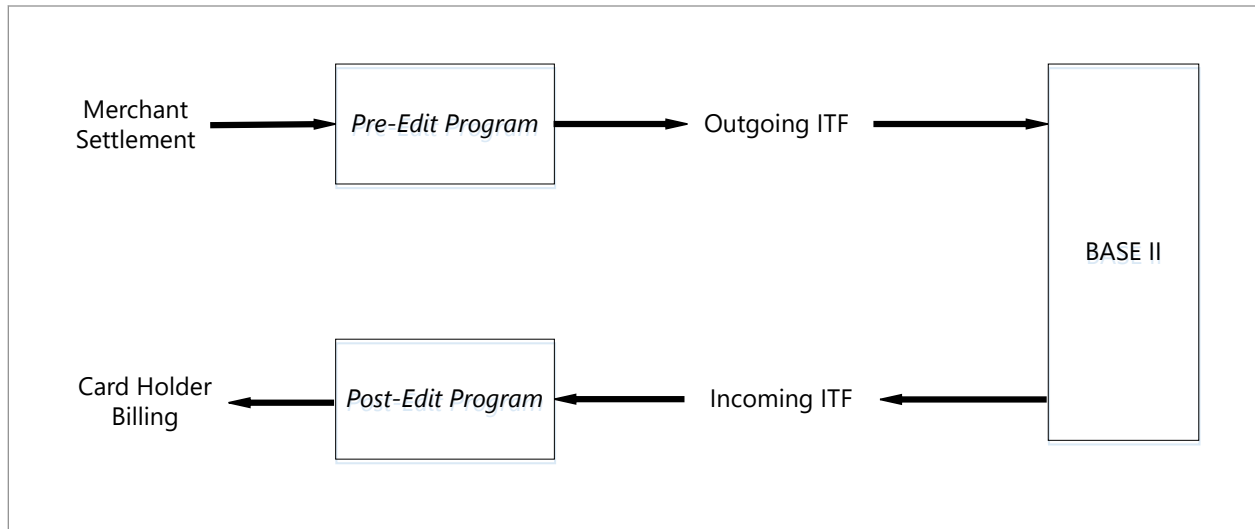 Merchant
Settlement
Pre-Edit Program
Outgoing ITF
BASE II
Card Holder
Billing
Post-Edit Program
Incoming ITF